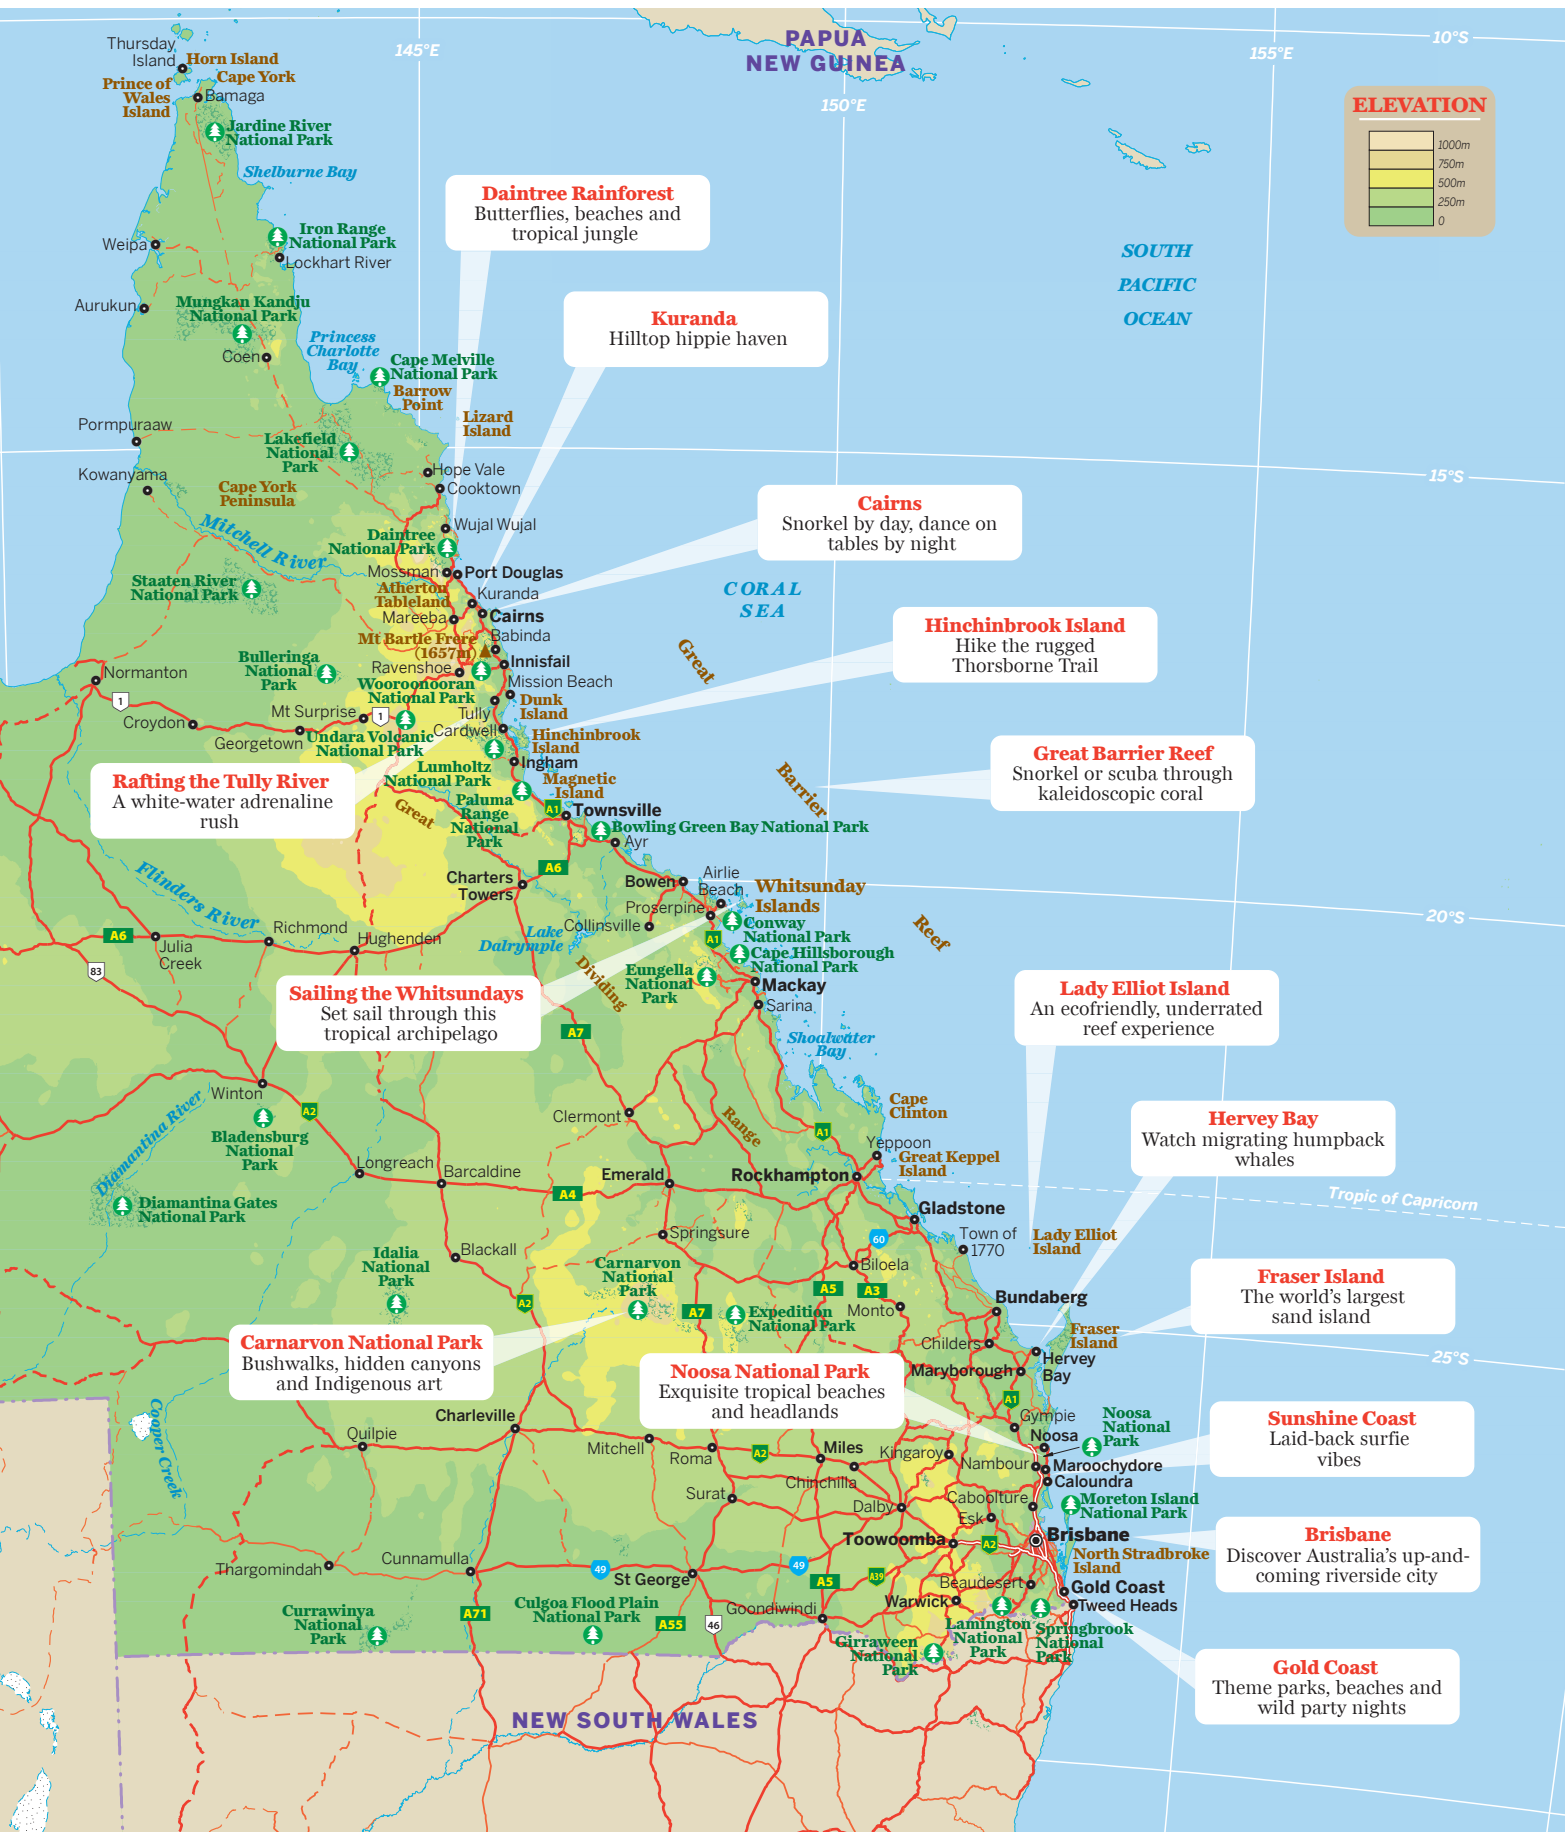 PAPUA
NEW GUINEA
145°E
150°E
155°E
10°S
ELEVATION
1000m
750m
500m
250m
0
Thursday
Island
Horn Island
Cape York
Prince of
Wales
Island
Bamaga
Jardine River
National Park
Shelburne Bay
Daintree Rainforest
Butterflies, beaches and
tropical jungle
Iron Range
National Park
Weipa
Lockhart River
SOUTH
PACIFIC
OCEAN
Aurukun
Mungkan Kandju
National Park
Coen
Princess
Charlotte
Bay
Kuranda
Hilltop hippie haven
Cape Melville
National Park
Barrow
Point
Lizard
Island
Pormpuraaw
Lakefield
National
Park
Kowanyama
Cape York
Peninsula
Hope Vale
Cooktown
15°S
Cairns
Snorkel by day, dance on
tables by night
Mitchell River
Wujal Wujal
Daintree
National Park
Staaten River
National Park
Mossman
Port Douglas
Atherton
Tableland
Kuranda
Mareeba
Cairns
CORAL
SEA
Mt Bartle Frere
(1657m)
Babinda
Hinchinbrook Island
Hike the rugged
Thorsborne Trail
Great
Bulleringa
National
Park
Ravenshoe
Innisfail
Normanton
Wooroonooran
National Park
Mission Beach
1
Mt Surprise
1
Tully
Dunk
Island
Croydon
Georgetown
Undara Volcanic
National Park
Cardwell
Hinchinbrook
Island
Great Barrier Reef
Snorkel or scuba through
kaleidoscopic coral
Barrier
Rafting the Tully River
A white-water adrenaline
rush
Lumholtz
National Park
Ingham
Magnetic
Island
Great
Paluma
Range
National
Park
A1
Townsville
Bowling Green Bay National Park
Ayr
A6
Charters
Towers
Bowen
Airlie
Beach
Whitsunday
Islands
Flinders River
Proserpine
Reef
20°S
A6
Julia
Creek
Richmond
Hughenden
Lake
Dalrymple
Collinsville
Conway
National Park
A1
Cape Hillsborough
National Park
83
Dividing
Eungella
National
Park
Sailing the Whitsundays
Set sail through this
tropical archipelago
Mackay
Sarina
Lady Elliot Island
An ecofriendly, underrated
reef experience
A7
Shoalwater
Bay
Winton
Diamantina River
A2
Bladensburg
National
Park
Clermont
Range
Cape
Clinton
Hervey Bay
Watch migrating humpback
whales
A1
Yeppoon
Great Keppel
Island
Longreach
Barcaldine
Emerald
Rockhampton
A4
Tropic of Capricorn
Diamantina Gates
National Park
Gladstone
Springsure
60
Town of
1770
Lady Elliot
Island
Idalia
National
Park
Blackall
Carnarvon
National
Park
Biloela
Fraser Island
The world's largest
sand island
A2
A7
Expedition
National Park
A5
A3
Monto
Bundaberg
Carnarvon National Park
Bushwalks, hidden canyons
and Indigenous art
Childers
Fraser
Island
25°S
Noosa National Park
Exquisite tropical beaches
and headlands
Maryborough
Hervey
Bay
A1
Cooper Creek
Charleville
Gympie
Noosa
National
Park
Sunshine Coast
Laid-back surfie
vibes
Quilpie
Mitchell
Roma
A2
Miles
Kingaroy
Noosa
Chinchilla
Nambour
Maroochydore
Caloundra
Surat
Dalby
Caboolture
Moreton Island
National Park
Esk
Toowoomba
A2
Brisbane
Brisbane
Discover Australia's up-and-
coming riverside city
Thargomindah
Cunnamulla
49
St George
49
A5
A39
North Stradbroke
Island
Beaudesert
Gold Coast
Currawinya
National
Park
A71
Culgoa Flood Plain
National Park
A55
46
Goondiwindi
Warwick
Tweed Heads
Girraween
National
Park
Lamington
National
Park
Springbrook
National
Park
Gold Coast
Theme parks, beaches and
wild party nights
NEW SOUTH WALES